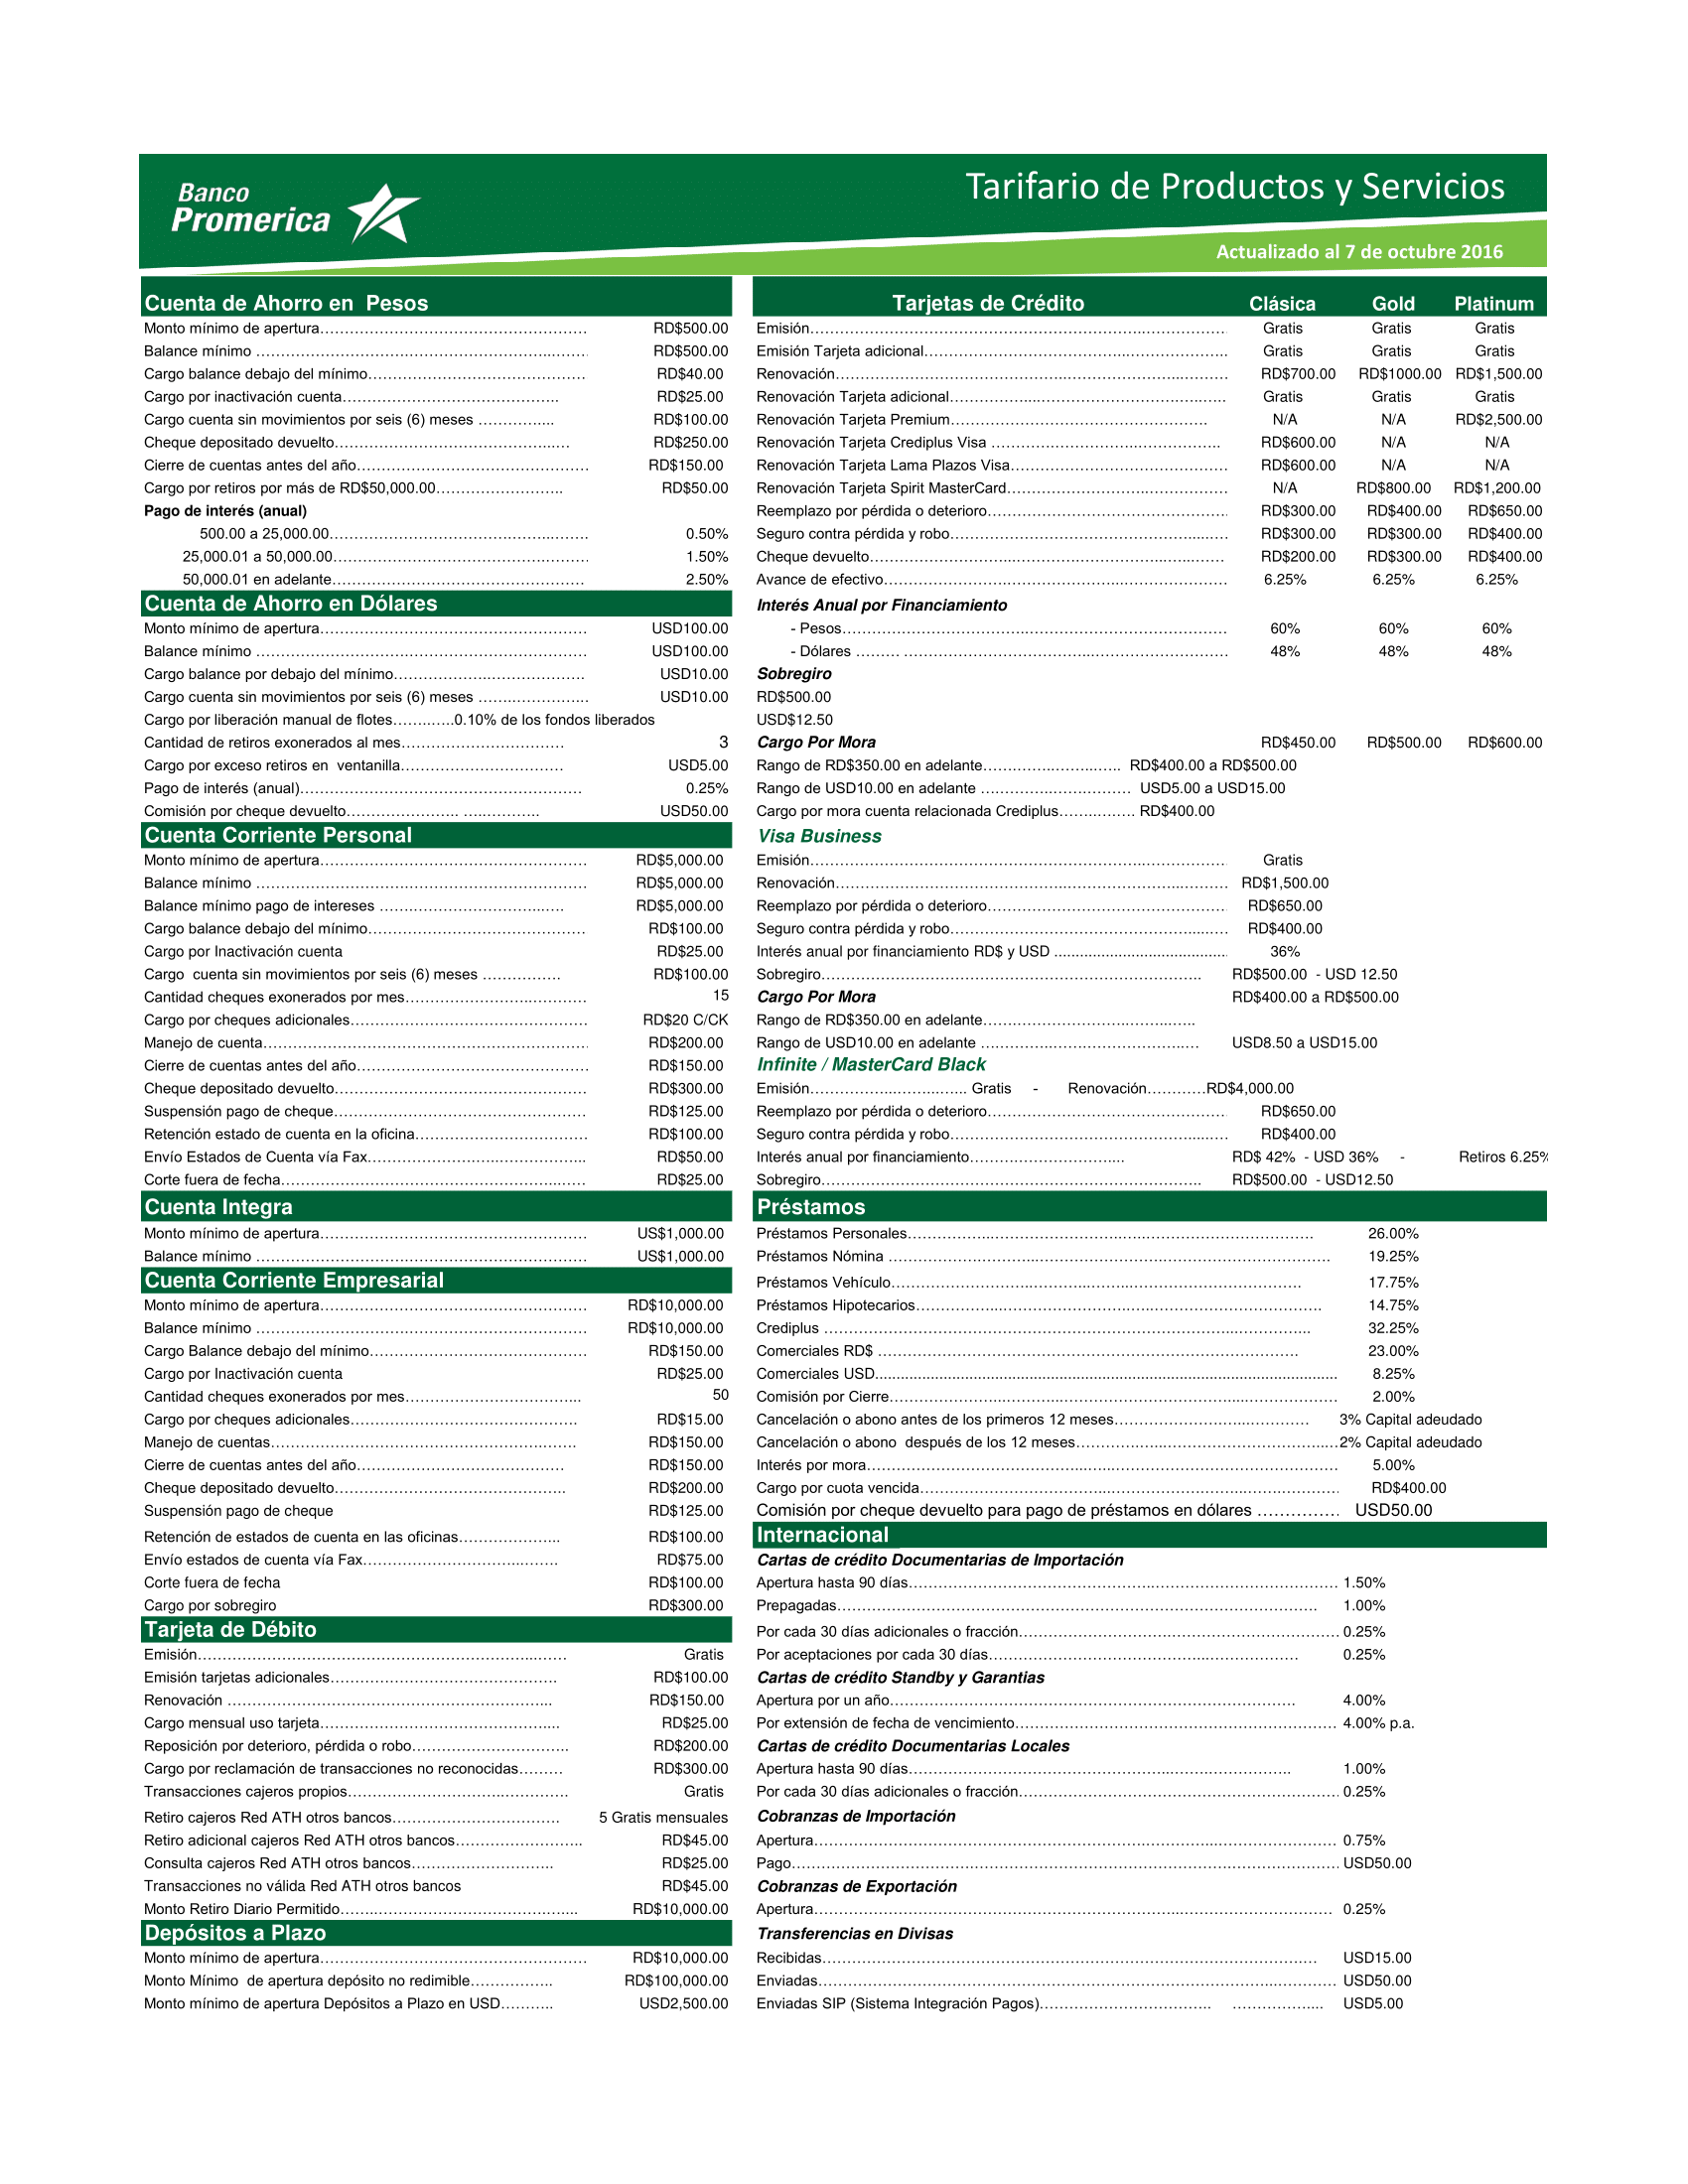 Banco
Promerica
Tarifario de Productos y Servicios
Actualizado al 7 de octubre 2016
Cuenta de Ahorro en Pesos
Monto mínimo de apertura……………………………………………… RD$500.00
Balance mínimo …………………………………………………..……. RD$500.00
Cargo balance debajo del mínimo……………………………………… RD$40.00
Cargo por inactivación cuenta…………………………………….. RD$25.00
Cargo cuenta sin movimientos por seis (6) meses …………..... RD$100.00
Cheque depositado devuelto……………………………………..… RD$250.00
Cierre de cuentas antes del año………………………………………… RD$150.00
Cargo por retiros por más de RD$50,000.00…………………….. RD$50.00
Pago de interés (anual)
500.00 a 25,000.00……………………………………..……. 0.50%
25,000.01 a 50,000.00……………………………………………. 1.50%
50,000.01 en adelante…………………………………………… 2.50%
Cuenta de Ahorro en Dólares
Monto mínimo de apertura……………………………………………… USD100.00
Balance mínimo ………………………………………………………… USD100.00
Cargo balance por debajo del mínimo………………..………………. USD10.00
Cargo cuenta sin movimientos por seis (6) meses …….………….. USD10.00
Cargo por liberación manual de flotes…….…..0.10% de los fondos liberados
Cantidad de retiros exonerados al mes…………………………… 3
Cargo por exceso retiros en ventanilla…………………………… USD5.00
Pago de interés (anual)………………………………………………… 0.25%
Comisión por cheque devuelto………………….. …..……….. USD50.00
Cuenta Corriente Personal
Monto mínimo de apertura……………………………………………… RD$5,000.00
Balance mínimo ………………………………………………………… RD$5,000.00
Balance mínimo pago de intereses …………………………..…. RD$5,000.00
Cargo balance debajo del mínimo……………………………………… RD$100.00
Cargo por Inactivación cuenta RD$25.00
Cargo cuenta sin movimientos por seis (6) meses ……………. RD$100.00
Cantidad cheques exonerados por mes……………………..……….. 15
Cargo por cheques adicionales………………………………………… RD$20 C/CK
Manejo de cuenta………………………………………………………… RD$200.00
Cierre de cuentas antes del año………………………………………… RD$150.00
Cheque depositado devuelto…………………………………………… RD$300.00
Suspensión pago de cheque…………………………………………… RD$125.00
Retención estado de cuenta en la oficina……………………………… RD$100.00
Envío Estados de Cuenta vía Fax……………………..……………... RD$50.00
Corte fuera de fecha………………………………………………..…… RD$25.00
Cuenta Integra
Monto mínimo de apertura……………………………………………… US$1,000.00
Balance mínimo ………………………………………………………… US$1,000.00
Cuenta Corriente Empresarial
Monto mínimo de apertura……………………………………………… RD$10,000.00
Balance mínimo ………………………………………………………… RD$10,000.00
Cargo Balance debajo del mínimo……………………………………… RD$150.00
Cargo por Inactivación cuenta RD$25.00
Cantidad cheques exonerados por mes……………………………... 50
Cargo por cheques adicionales………………………………………. RD$15.00
Manejo de cuentas……………………………………………….……. RD$150.00
Cierre de cuentas antes del año…………………………………… RD$150.00
Cheque depositado devuelto……………………………………….. RD$200.00
Suspensión pago de cheque RD$125.00
Retención de estados de cuenta en las oficinas……………….. RD$100.00
Envío estados de cuenta vía Fax…………………………..……. RD$75.00
Corte fuera de fecha RD$100.00
Cargo por sobregiro RD$300.00
Tarjeta de Débito
Emisión…………………………………………………………..…… Gratis
Emisión tarjetas adicionales………………………………………. RD$100.00
Renovación ……………………………………………………….. RD$150.00
Cargo mensual uso tarjeta……………………………………….... RD$25.00
Reposición por deterioro, pérdida o robo………………………….. RD$200.00
Cargo por reclamación de transacciones no reconocidas……… RD$300.00
Transacciones cajeros propios…………………………..…………. Gratis
Retiro cajeros Red ATH otros bancos……………………………. 5 Gratis mensuales
Retiro adicional cajeros Red ATH otros bancos…………………….. RD$45.00
Consulta cajeros Red ATH otros bancos……………………….. RD$25.00
Transacciones no válida Red ATH otros bancos RD$45.00
Monto Retiro Diario Permitido…….……………………………….…... RD$10,000.00
Depósitos a Plazo
Monto mínimo de apertura……………………………………………… RD$10,000.00
Monto Mínimo de apertura depósito no redimible…………….. RD$100,000.00
Monto mínimo de apertura Depósitos a Plazo en USD……….. USD2,500.00
Tarjetas de Crédito Clásica Gold Platinum
Emisión…………………………………………………………..……………. Gratis Gratis Gratis
Emisión Tarjeta adicional…………………………………..……………….. Gratis Gratis Gratis
Renovación……………………………………….…………………..……… RD$700.00 RD$1000.00 RD$1,500.00
Renovación Tarjeta adicional……………...……………………………..….. Gratis Gratis Gratis
Renovación Tarjeta Premium……………………………………………. N/A N/A RD$2,500.00
Renovación Tarjeta Crediplus Visa ……………………….…………….. RD$600.00 N/A N/A
Renovación Tarjeta Lama Plazos Visa……………………………………… RD$600.00 N/A N/A
Renovación Tarjeta Spirit MasterCard……………………….……………… N/A RD$800.00 RD$1,200.00
Reemplazo por pérdida o deterioro………………………………………… RD$300.00 RD$400.00 RD$650.00
Seguro contra pérdida y robo…………………………………………....…… RD$300.00 RD$300.00 RD$400.00
Cheque devuelto………………………...………………………..….…… RD$200.00 RD$300.00 RD$400.00
Avance de efectivo……………………………………….………………… 6.25% 6.25% 6.25%
Interés Anual por Financiamiento
- Pesos………………………………..………………………………… 60% 60% 60%
- Dólares ……… ……………………………….……………………… 48% 48% 48%
Sobregiro
RD$500.00
USD$12.50
Cargo Por Mora RD$450.00 RD$500.00 RD$600.00
Rango de RD$350.00 en adelante…………..……..….. RD$400.00 a RD$500.00
Rango de USD10.00 en adelante …………..…………… USD5.00 a USD15.00
Cargo por mora cuenta relacionada Crediplus……..……. RD$400.00
Visa Business
Emisión…………………………………………………………..……………. Gratis
Renovación……………………………………….…………………..……… RD$1,500.00
Reemplazo por pérdida o deterioro………………………………………… RD$650.00
Seguro contra pérdida y robo…………………………………………....…… RD$400.00
Interés anual por financiamiento RD$ y USD ......................................... 36%
Sobregiro………………………………………………………………….. RD$500.00 - USD 12.50
Cargo Por Mora RD$400.00 a RD$500.00
Rango de RD$350.00 en adelante……………………….……..…..
Rango de USD10.00 en adelante …………..……………………..… USD8.50 a USD15.00
Infinite / MasterCard Black
Emisión……………..……..….. Gratis - Renovación…………RD$4,000.00
Reemplazo por pérdida o deterioro………………………………………… RD$650.00
Seguro contra pérdida y robo…………………………………………....…… RD$400.00
Interés anual por financiamiento……….………………….... RD$ 42% - USD 36% - Retiros 6.25%
Sobregiro………………………………………………………………….. RD$500.00 - USD12.50
Préstamos
Préstamos Personales……………..………………………………………………………… 26.00%
Préstamos Nómina ………………………..…………………….……………………………. 19.25%
Préstamos Vehículo………………………………………..……………………………… 17.75%
Préstamos Hipotecarios……………...………………………..……………………………. 14.75%
Crediplus ………………………………………………………………………..………….... 32.25%
Comerciales RD$ ………………………………………………………………………… 23.00%
Comerciales USD............................................................................................................... 8.25%
Comisión por Cierre……………………………………..…………………………....……………… 2.00%
Cancelación o abono antes de los primeros 12 meses……………………..………… 3% Capital adeudado
Cancelación o abono después de los 12 meses………….…..……………………………..…2% Capital adeudado
Interés por mora……………………………………...……………………………………………… 5.00%
Cargo por cuota vencida……………………………………..……………………………..………… RD$400.00
Comisión por cheque devuelto para pago de préstamos en dólares …………… USD50.00
Internacional
Cartas de crédito Documentarias de Importación
Apertura hasta 90 días…………………………………………..……………………………… 1.50%
Prepagadas……………………………………………………………………………………. 1.00%
Por cada 30 días adicionales o fracción……………………………………………………… 0.25%
Por aceptaciones por cada 30 días……………………………………..………………… 0.25%
Cartas de crédito Standby y Garantias
Apertura por un año……………………………………………………………………… 4.00%
Por extensión de fecha de vencimiento……………………………………………………… 4.00% p.a.
Cartas de crédito Documentarias Locales
Apertura hasta 90 días……………………………………………..………………….. 1.00%
Por cada 30 días adicionales o fracción……………………………………………………… 0.25%
Cobranzas de Importación
Apertura……………………………………………………………………..………………… 0.75%
Pago………………………………………………………………………….………………… USD50.00
Cobranzas de Exportación
Apertura……………………………………………………………..………………………… 0.25%
Transferencias en Divisas
Recibidas…………………………………………………………………………………..… USD15.00
Enviadas……………………………………………………………………………..………… USD50.00
Enviadas SIP (Sistema Integración Pagos)…………………………….. ……………….. USD5.00